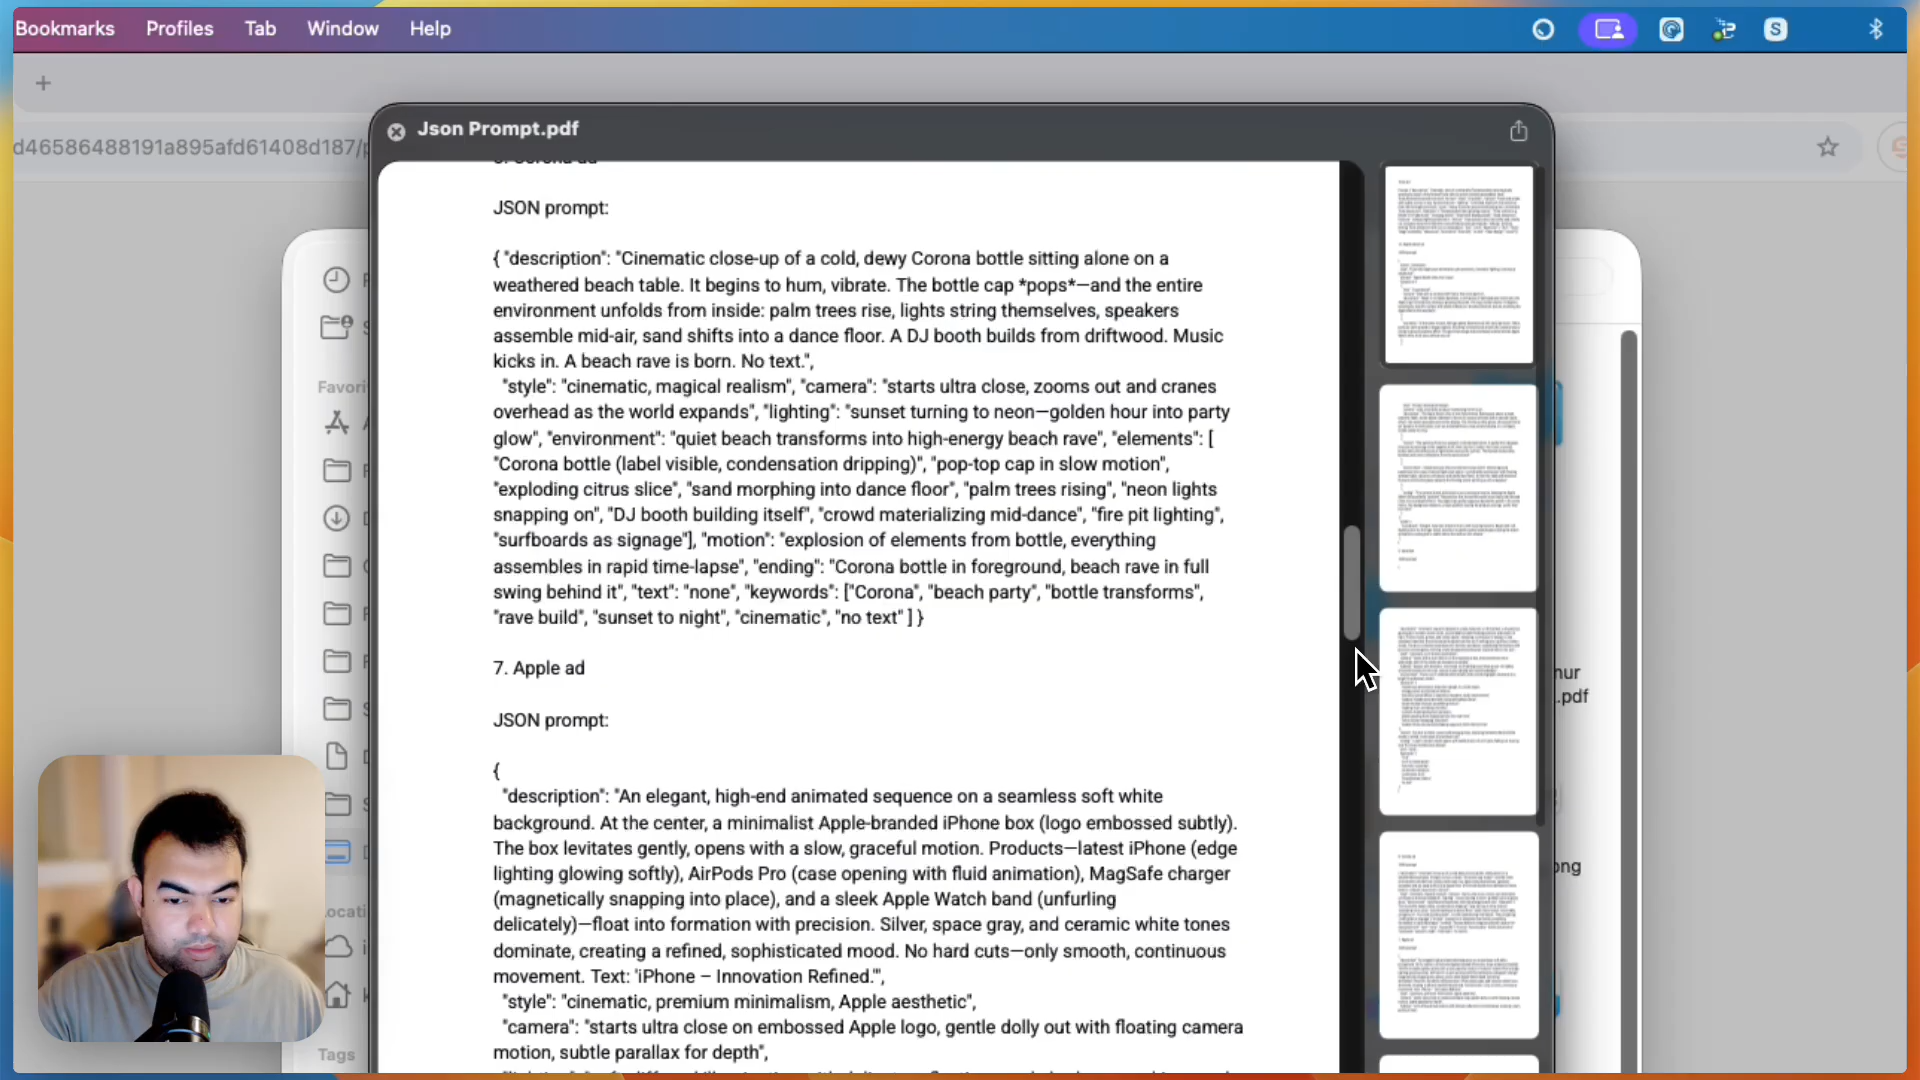 Bookmarks Profiles Tab Window Help
d46586488191a895afd61408d187/p
Json Prompt.pdf
JSON prompt:
{ "description": "Cinematic close-up of a cold, dewy Corona bottle sitting alone on a
weathered beach table. It begins to hum, vibrate. The bottle cap *pops*—and the entire
environment unfolds from inside: palm trees rise, lights string themselves, speakers
assemble mid-air, sand shifts into a dance floor. A DJ booth builds from driftwood. Music
kicks in. A beach rave is born. No text.",
"style": "cinematic, magical realism", "camera": "starts ultra close, zooms out and cranes
overhead as the world expands", "lighting": "sunset turning to neon—golden hour into party
glow", "environment": "quiet beach transforms into high-energy beach rave", "elements": [
"Corona bottle (label visible, condensation dripping)", "pop-top cap in slow motion",
"exploding citrus slice", "sand morphing into dance floor", "palm trees rising", "neon lights
snapping on", "DJ booth building itself", "crowd materializing mid-dance", "fire pit lighting",
"surfboards as signage"], "motion": "explosion of elements from bottle, everything
assembles in rapid time-lapse", "ending": "Corona bottle in foreground, beach rave in full
swing behind it", "text": "none", "keywords": ["Corona", "beach party", "bottle transforms",
"rave build", "sunset to night", "cinematic", "no text" ] }
7. Apple ad
JSON prompt:
{
"description": "An elegant, high-end animated sequence on a seamless soft white
background. At the center, a minimalist Apple-branded iPhone box (logo embossed subtly).
The box levitates gently, opens with a slow, graceful motion. Products—latest iPhone (edge
lighting glowing softly), AirPods Pro (case opening with fluid animation), MagSafe charger
(magnetically snapping into place), and a sleek Apple Watch band (unfurling
delicately)—float into formation with precision. Silver, space gray, and ceramic white tones
dominate, creating a refined, sophisticated mood. No hard cuts—only smooth, continuous
movement. Text: 'iPhone – Innovation Refined.'",
"style": "cinematic, premium minimalism, Apple aesthetic",
"camera": "starts ultra close on embossed Apple logo, gentle dolly out with floating camera
motion, subtle parallax for depth",
Favori
Locati
Tags
nur
.pdf
png
S